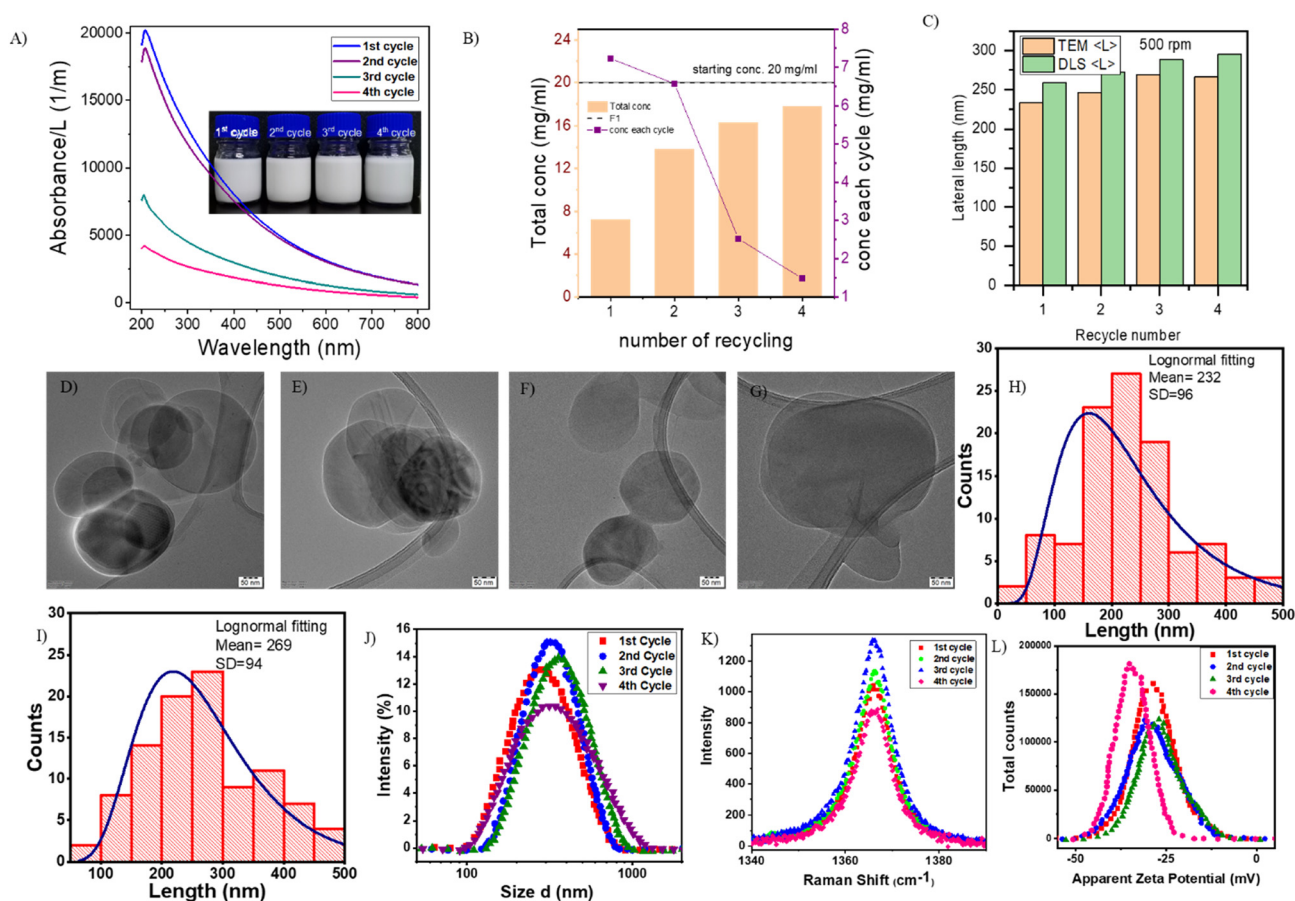 A)
Absorbance/L (1/m)
20000
15000
10000
5000
0
1st cycle
2nd cycle
3rd cycle
4th cycle
1st cycle
2nd cycle
3rd cycle
4th cycle
200 300 400 500 600 700 800
Wavelength (nm)
B)
Total conc (mg/ml)
24
20
16
12
8
4
0
starting conc. 20 mg/ml
Total conc
F1
conc each cycle
8
7
6
5
4
3
2
1
conc each cycle (mg/ml)
1 2 3 4
number of recycling
C)
Lateral length (nm)
300
250
200
150
100
50
0
TEM <L>
DLS <L>
500 rpm
1 2 3 4
Recycle number
D)
50 nm
E)
50 nm
F)
50 nm
G)
50 nm
H)
Counts
30
25
20
15
10
5
0
Lognormal fitting
Mean= 232
SD=96
0 100 200 300 400 500
Length (nm)
I)
Counts
30
25
20
15
10
5
0
Lognormal fitting
Mean= 269
SD=94
100 200 300 400 500
Length (nm)
J)
Intensity (%)
16
14
12
10
8
6
4
2
0
1st Cycle
2nd Cycle
3rd Cycle
4th Cycle
100 1000
Size d (nm)
K)
Intensity
1200
1000
800
600
400
200
0
1st cycle
2nd cycle
3rd cycle
4th cycle
1340 1360 1380
Raman Shift (cm-1)
L)
Total counts
200000
150000
100000
50000
0
1st cycle
2nd cycle
3rd cycle
4th cycle
-50 -25 0
Apparent Zeta Potential (mV)